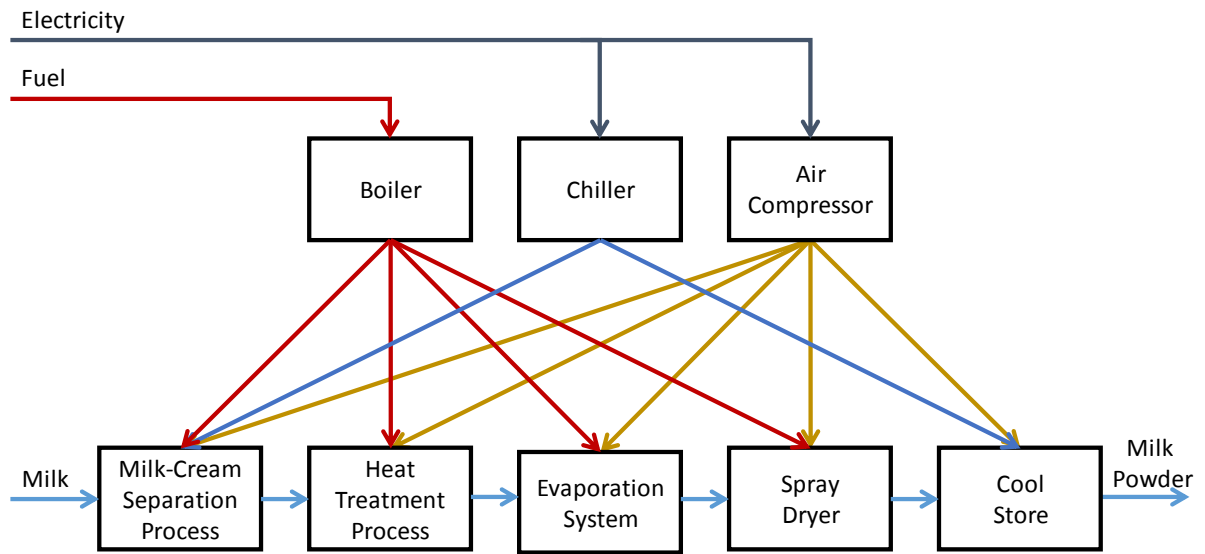 Electricity
Fuel
Boiler
Chiller
Air
Compressor
Milk
Milk-Cream
Separation
Process
Heat
Treatment
Process
Evaporation
System
Spray
Dryer
Cool
Store
Milk
Powder